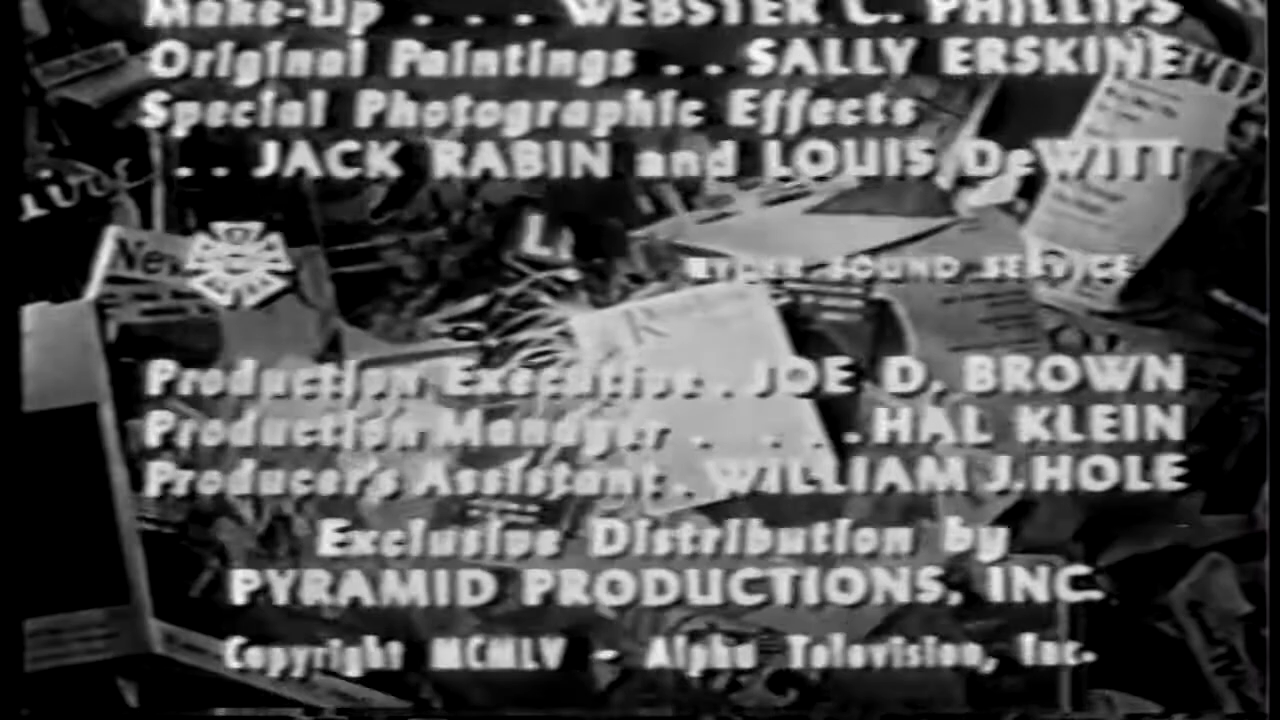 Make-Up . . . . WEBSTER C. PHILLIPS
Original Paintings . . SALLY ERSKINE
Special Photographic Effects
. . JACK RABIN and LOUIS DeWITT
New
RYDER SOUND SERVICE
Production Executive . JOE D. BROWN
Production Manager . . . . HAL KLEIN
Producer's Assistant . WILLIAM J. HOLE
Exclusive Distribution by
PYRAMID PRODUCTIONS, INC.
Copyright MCMLV - Alpha Television, Inc.